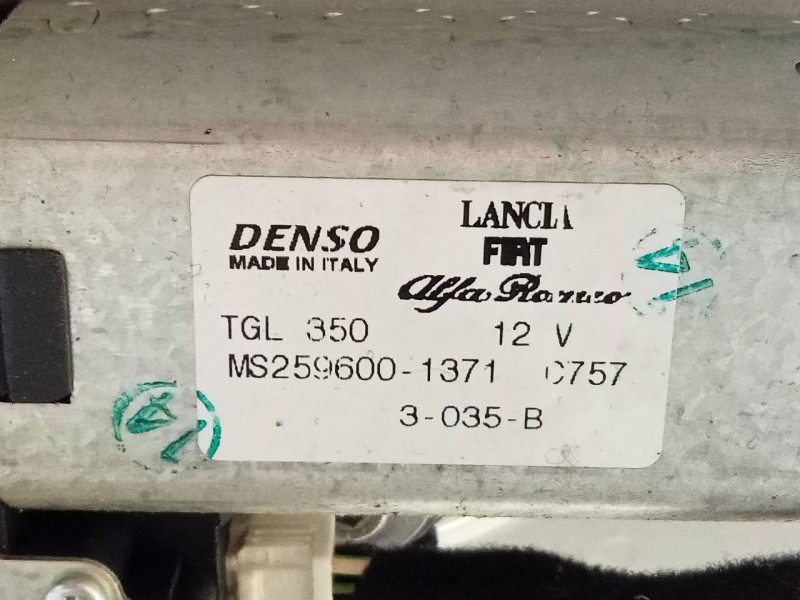 DENSO
MADE IN ITALY
LANCIA
FIAT
Alfa Romeo
TGL 350 12 V
MS259600-1371 C757
3-035-B